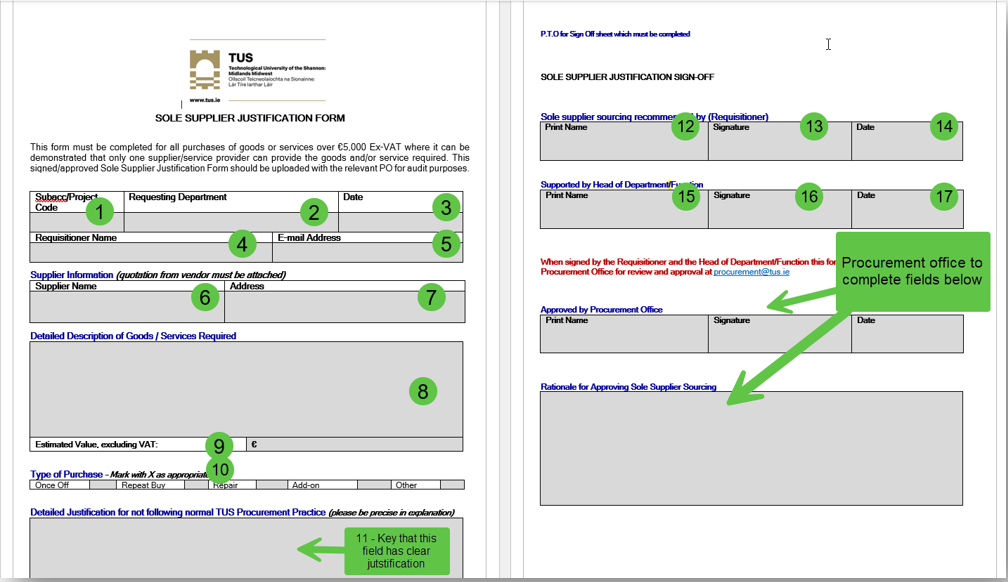 TUS
Technological University of the Shannon:
Midlands Midwest
Ollscoil Teicneolaíochta na Sionainne:
Lár Tíre Iarthar Láir
www.tus.ie
SOLE SUPPLIER JUSTIFICATION FORM
This form must be completed for all purchases of goods or services over €5,000 Ex-VAT where it can be
demonstrated that only one supplier/service provider can provide the goods and/or service required. This
signed/approved Sole Supplier Justification Form should be uploaded with the relevant PO for audit purposes.
Subacc/Project Requesting Department Date
Code
1 2 3
Requisitioner Name E-mail Address
4 5
Supplier Information (quotation from vendor must be attached)
Supplier Name Address
6 7
Detailed Description of Goods / Services Required
8
Estimated Value, excluding VAT: 9 €
10
Type of Purchase – Mark with X as appropriate
Once Off Repeat Buy Repair Add-on Other
Detailed Justification for not following normal TUS Procurement Practice (please be precise in explanation)
11 - Key that this
field has clear
jutstification
P.T.O for Sign Off sheet which must be completed
SOLE SUPPLIER JUSTIFICATION SIGN-OFF
Sole supplier sourcing by (Requisitioner)
Print Name 12 Signature 13 Date 14
Supported by Head of Department/Function
Print Name 15 Signature 16 Date 17
When signed by the Requisitioner and the Head of Department/Function this
Procurement Office for review and approval at procurement@tus.ie
Procurement office to
complete fields below
Approved by Procurement Office
Print Name Signature Date
Rationale for Approving Sole Supplier Sourcing